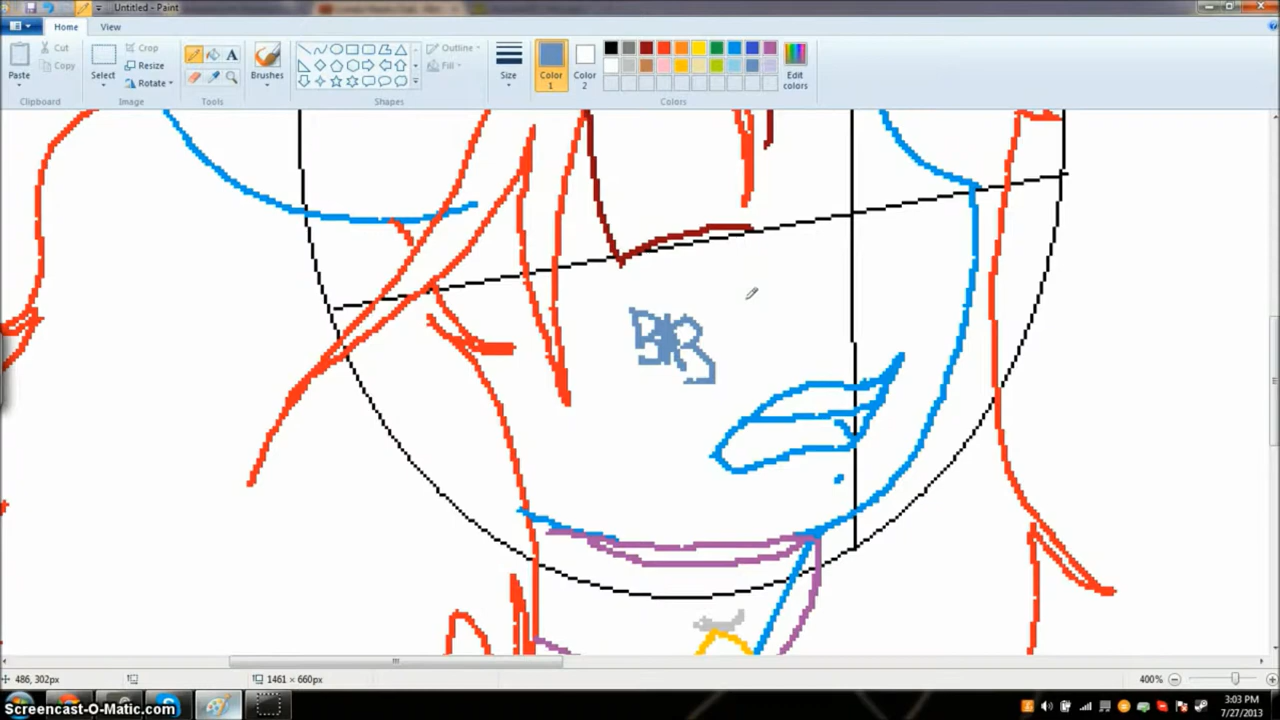 Untitled - Paint
Home View
Paste
Cut
Copy
Clipboard
Select
Crop
Resize
Rotate
Image
Tools
Brushes
Shapes
Outline
Fill
Size
Color 1
Color 2
Colors
Edit colors
486, 302px
1461 × 660px
400%
Screencast-O-Matic.com
3:03 PM
7/27/2013